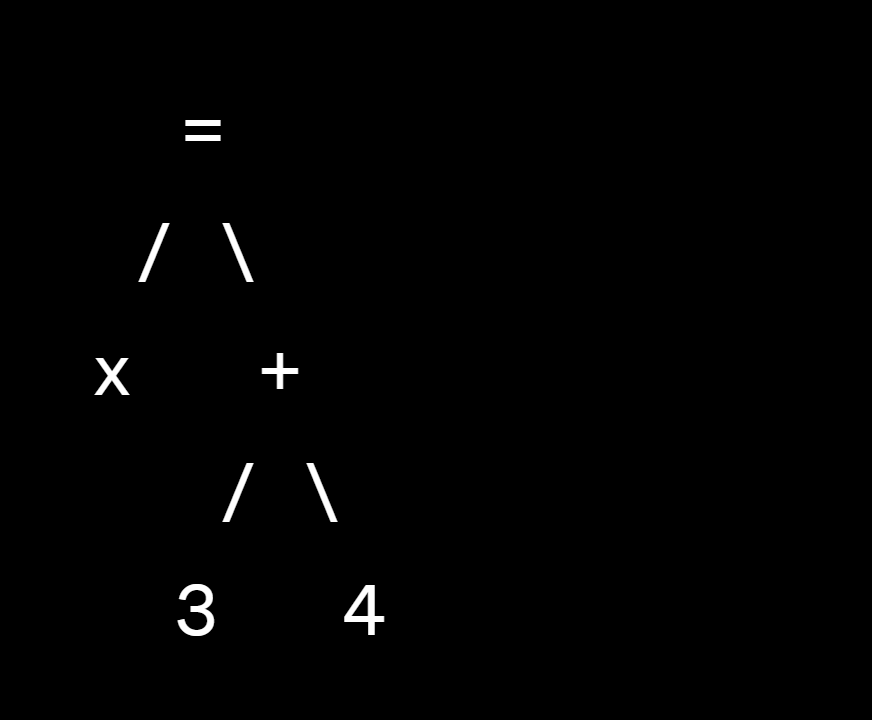 =
/ \
x +
/ \
3 4